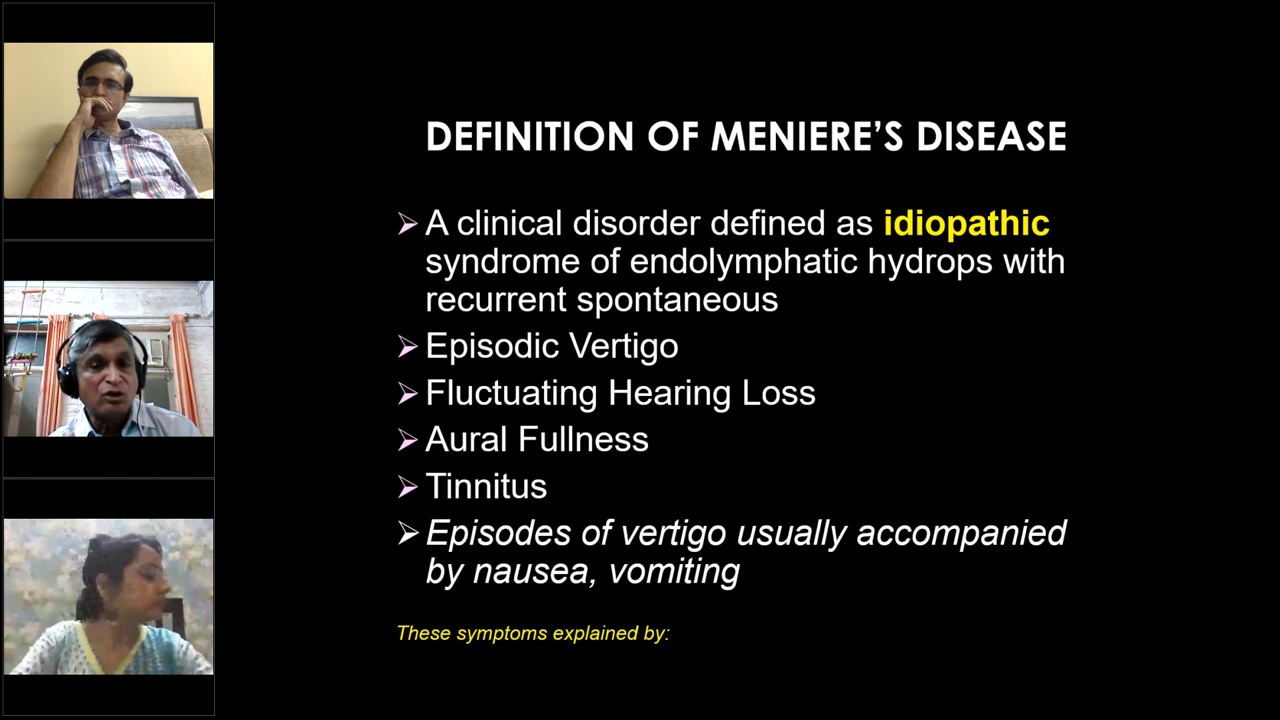 DEFINITION OF MENIERE’S DISEASE
➢ A clinical disorder defined as idiopathic
syndrome of endolymphatic hydrops with
recurrent spontaneous
➢ Episodic Vertigo
➢ Fluctuating Hearing Loss
➢ Aural Fullness
➢ Tinnitus
➢ Episodes of vertigo usually accompanied
by nausea, vomiting
These symptoms explained by: